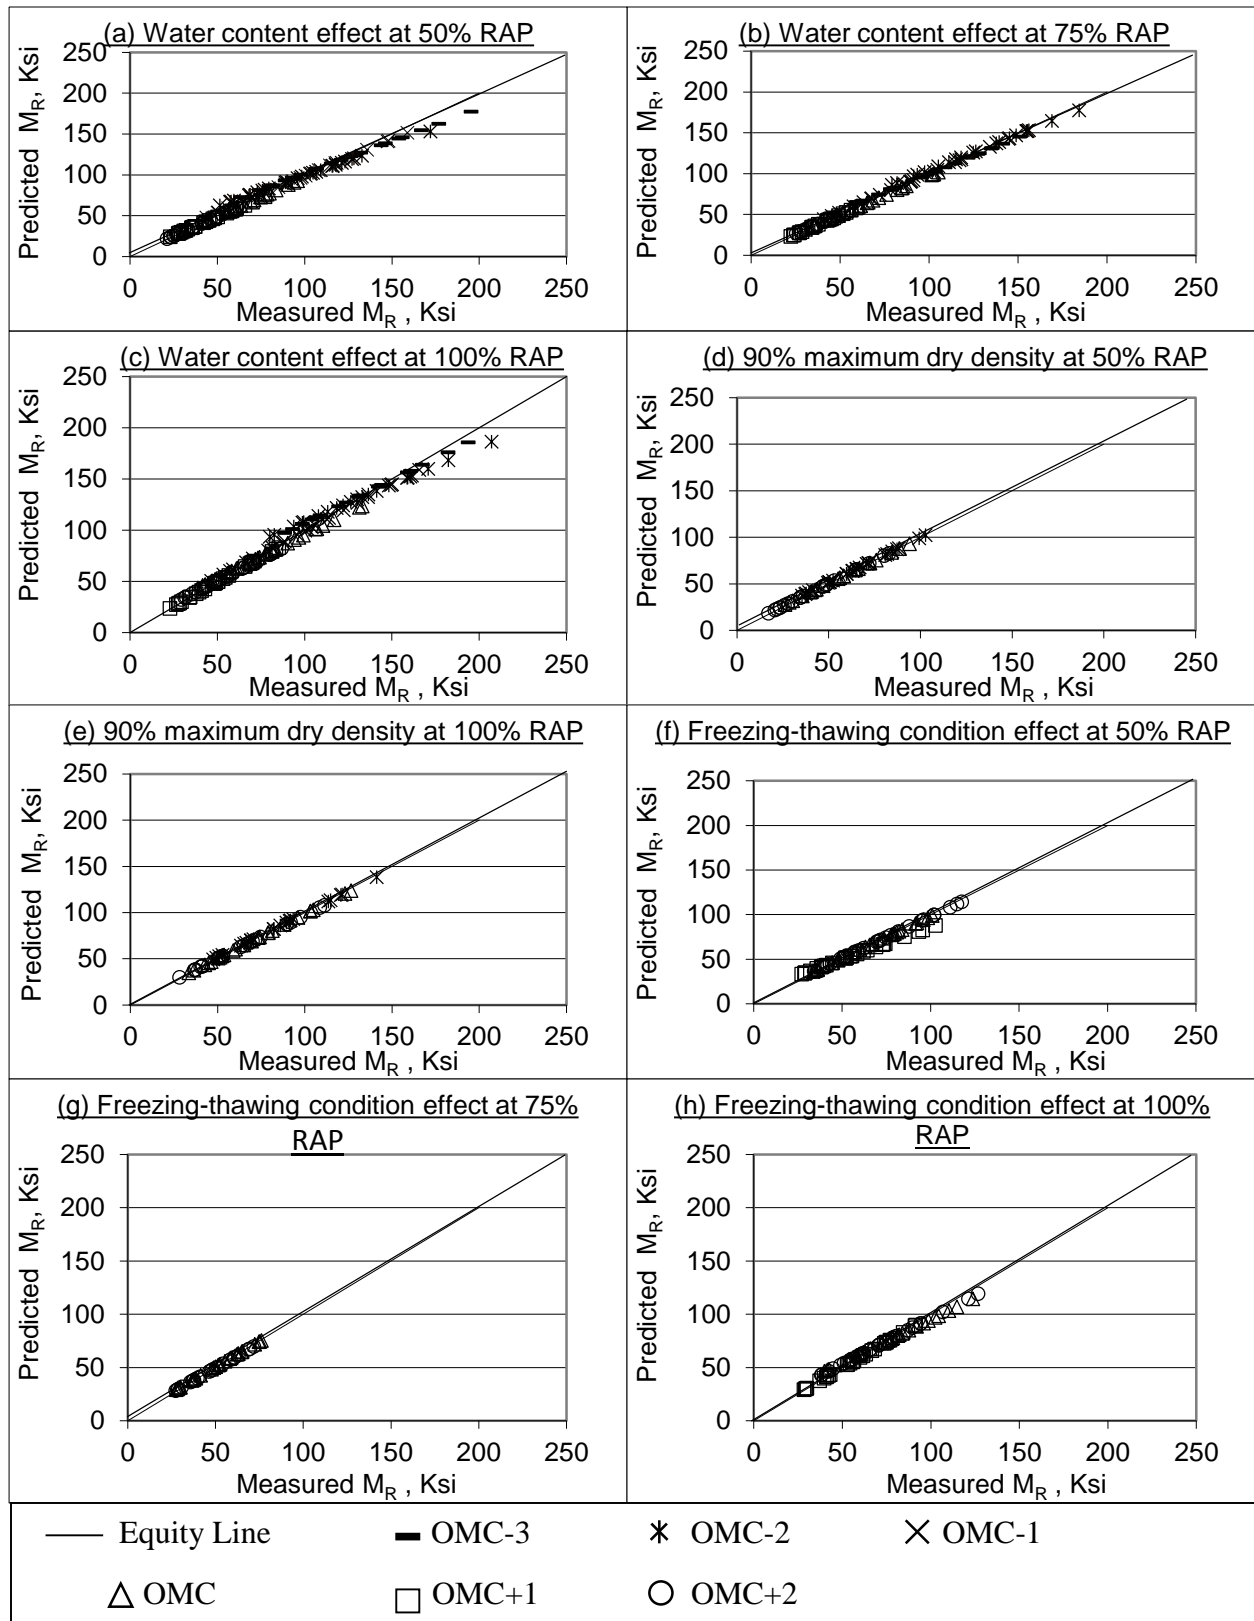 (a) Water content effect at 50% RAP
250
200
150
100
50
0
Predicted M_R, Ksi
0 50 100 150 200 250
Measured M_R , Ksi
(b) Water content effect at 75% RAP
250
200
150
100
50
0
Predicted M_R, Ksi
0 50 100 150 200 250
Measured M_R , Ksi
(c) Water content effect at 100% RAP
250
200
150
100
50
0
Predicted M_R, Ksi
0 50 100 150 200 250
Measured M_R , Ksi
(d) 90% maximum dry density at 50% RAP
250
200
150
100
50
0
Predicted M_R, Ksi
0 50 100 150 200 250
Measured M_R , Ksi
(e) 90% maximum dry density at 100% RAP
250
200
150
100
50
0
Predicted M_R, Ksi
0 50 100 150 200 250
Measured M_R , Ksi
(f) Freezing-thawing condition effect at 50% RAP
250
200
150
100
50
0
Predicted M_R, Ksi
0 50 100 150 200 250
Measured M_R , Ksi
(g) Freezing-thawing condition effect at 75%
RAP
250
200
150
100
50
0
Predicted M_R, Ksi
0 50 100 150 200 250
Measured M_R , Ksi
(h) Freezing-thawing condition effect at 100%
RAP
250
200
150
100
50
0
Predicted M_R, Ksi
0 50 100 150 200 250
Measured M_R , Ksi
Equity Line OMC-3 OMC-2 OMC-1
OMC OMC+1 OMC+2